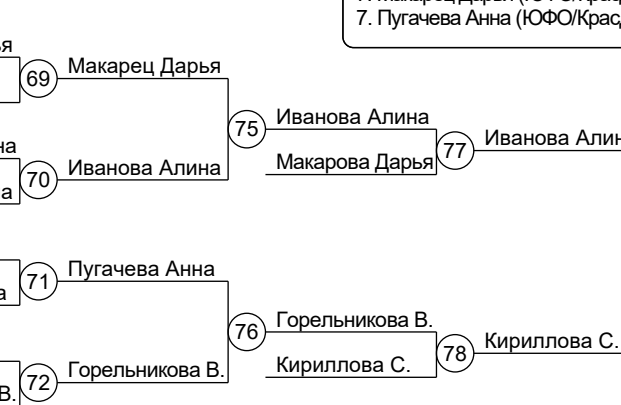 7. Пугачева Анна (ЮФО/Крас
69
Макарец Дарья
75
Иванова Алина
77
Иванова Алин
70
Иванова Алина
Макарова Дарья
71
Пугачева Анна
76
Горельникова В.
78
Кириллова С.
72
Горельникова В.
Кириллова С.
В.